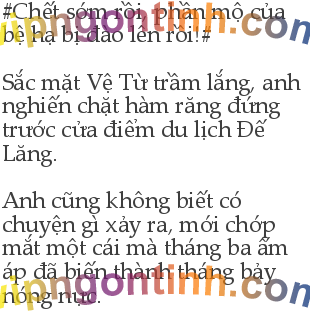 #Chết sớm rồi, phần mộ của
bệ hạ bị đào lên rồi!#
Sắc mặt Vệ Tử trầm lắng, anh
nghiến chặt hàm răng đứng
trước cửa điểm du lịch Đế
Lăng.
Anh cũng không biết có
chuyện gì xảy ra, mới chớp
mắt một cái mà tháng ba ấm
áp đã biến thành tháng bảy
nóng nực.
vipngontinh.com
vipngontinh.com